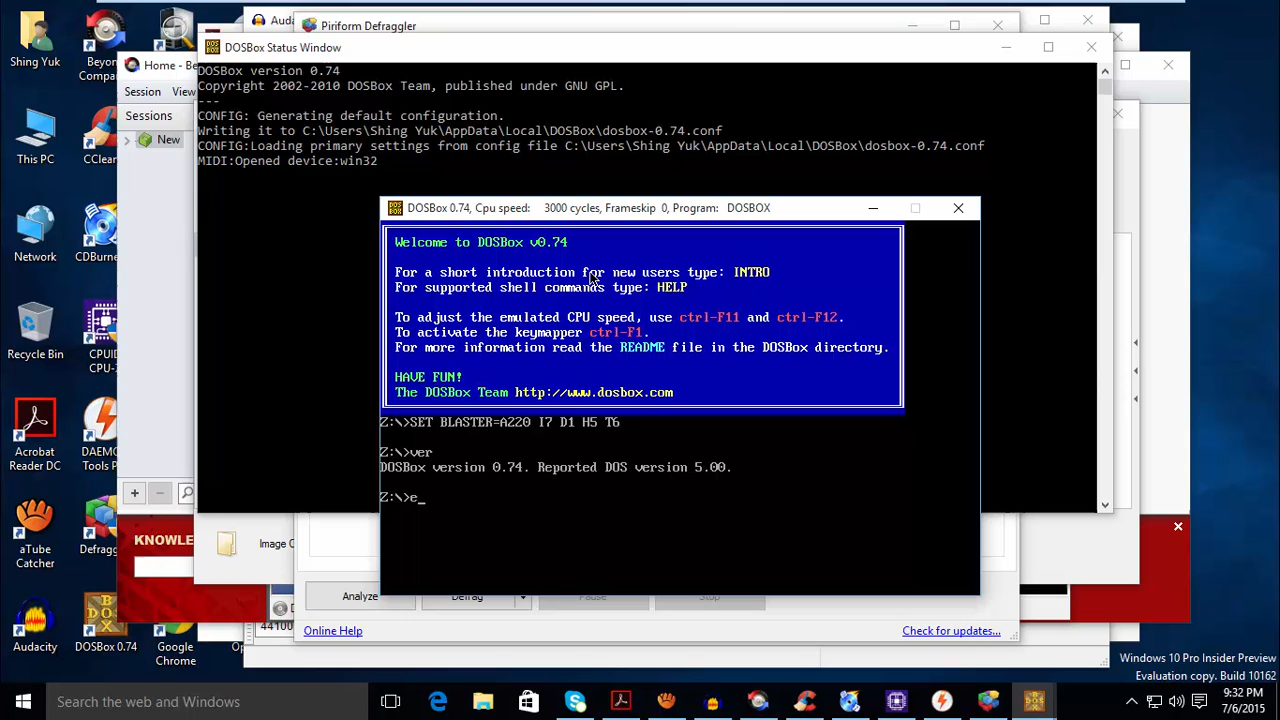 Shing Yuk
Beyon
Compa
This PC
CClean
Network
CDBurne
Recycle Bin
CPUID
CPU-
Acrobat
Reader DC
DAEM
Tools P
aTube
Catcher
Defragg
Audacity
DOSBox 0.74
Google
Chrome
Audac
Piriform Defraggler
Home - Be
Session
View
Sessions
New
DOSBox Status Window
DOSBox version 0.74
Copyright 2002-2010 DOSBox Team, published under GNU GPL.
---
CONFIG: Generating default configuration.
Writing it to C:\Users\Shing Yuk\AppData\Local\DOSBox\dosbox-0.74.conf
CONFIG:Loading primary settings from config file C:\Users\Shing Yuk\AppData\Local\DOSBox\dosbox-0.74.conf
MIDI:Opened device:win32
DOSBox 0.74, Cpu speed: 3000 cycles, Frameskip 0, Program: DOSBOX
Welcome to DOSBox v0.74
For a short introduction for new users type: INTRO
For supported shell commands type: HELP
To adjust the emulated CPU speed, use ctrl-F11 and ctrl-F12.
To activate the keymapper ctrl-F1.
For more information read the README file in the DOSBox directory.
HAVE FUN!
The DOSBox Team http://www.dosbox.com
Z:\>SET BLASTER=A220 I7 D1 H5 T6
Z:\>ver
DOSBox version 0.74. Reported DOS version 5.00.
Z:\>e_
KNOWLE
Image
Analyze
Defrag
Pause
Stop
44100
Online Help
Check for updates...
Windows 10 Pro Insider Preview
Evaluation copy. Build 10162
Search the web and Windows
9:32 PM
7/6/2015